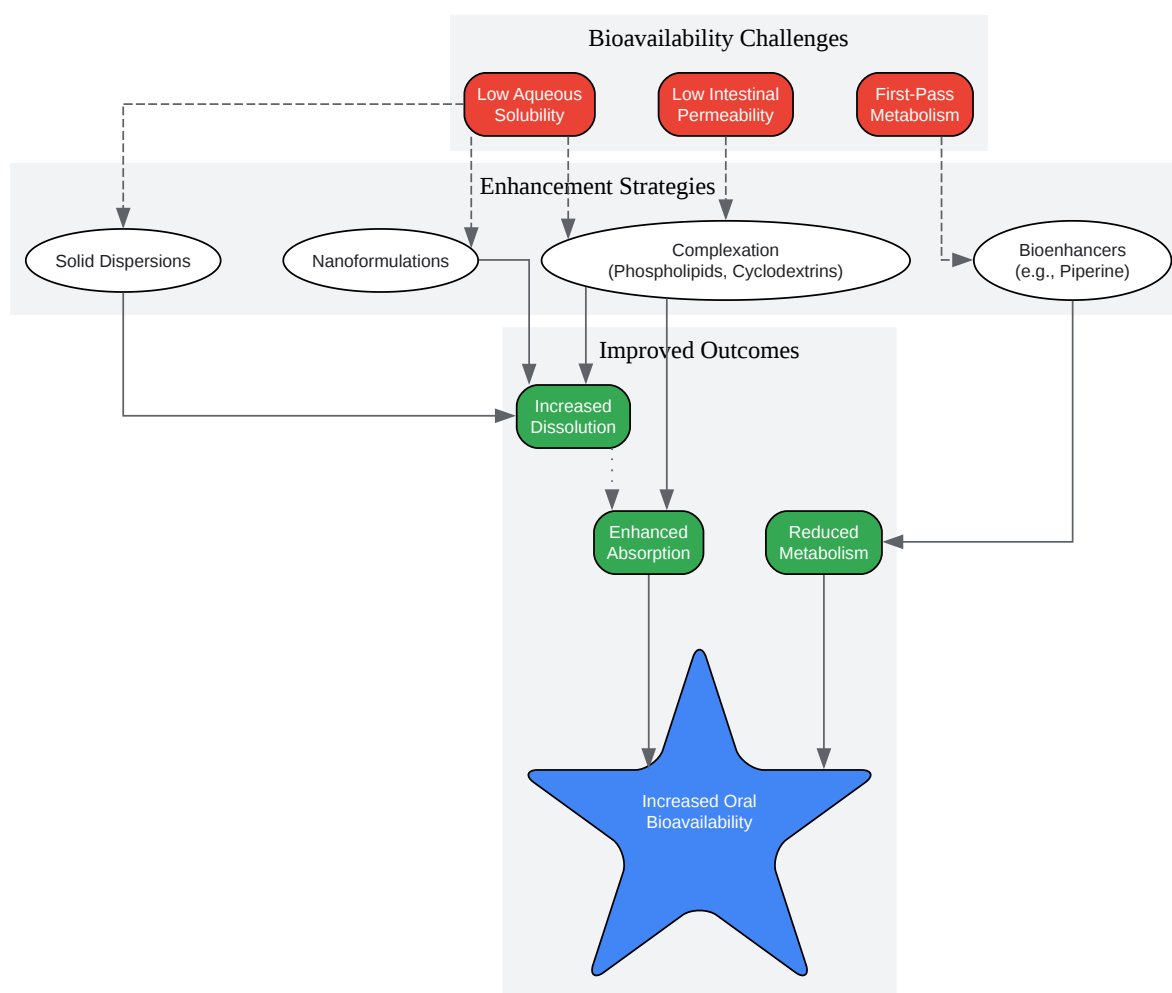 Bioavailability Challenges
Low Aqueous
Solubility
Low Intestinal
Permeability
First-Pass
Metabolism
Enhancement Strategies
Solid Dispersions
Nanoformulations
Complexation
(Phospholipids, Cyclodextrins)
Bioenhancers
(e.g., Piperine)
Improved Outcomes
Increased
Dissolution
Enhanced
Absorption
Reduced
Metabolism
Increased Oral
Bioavailability